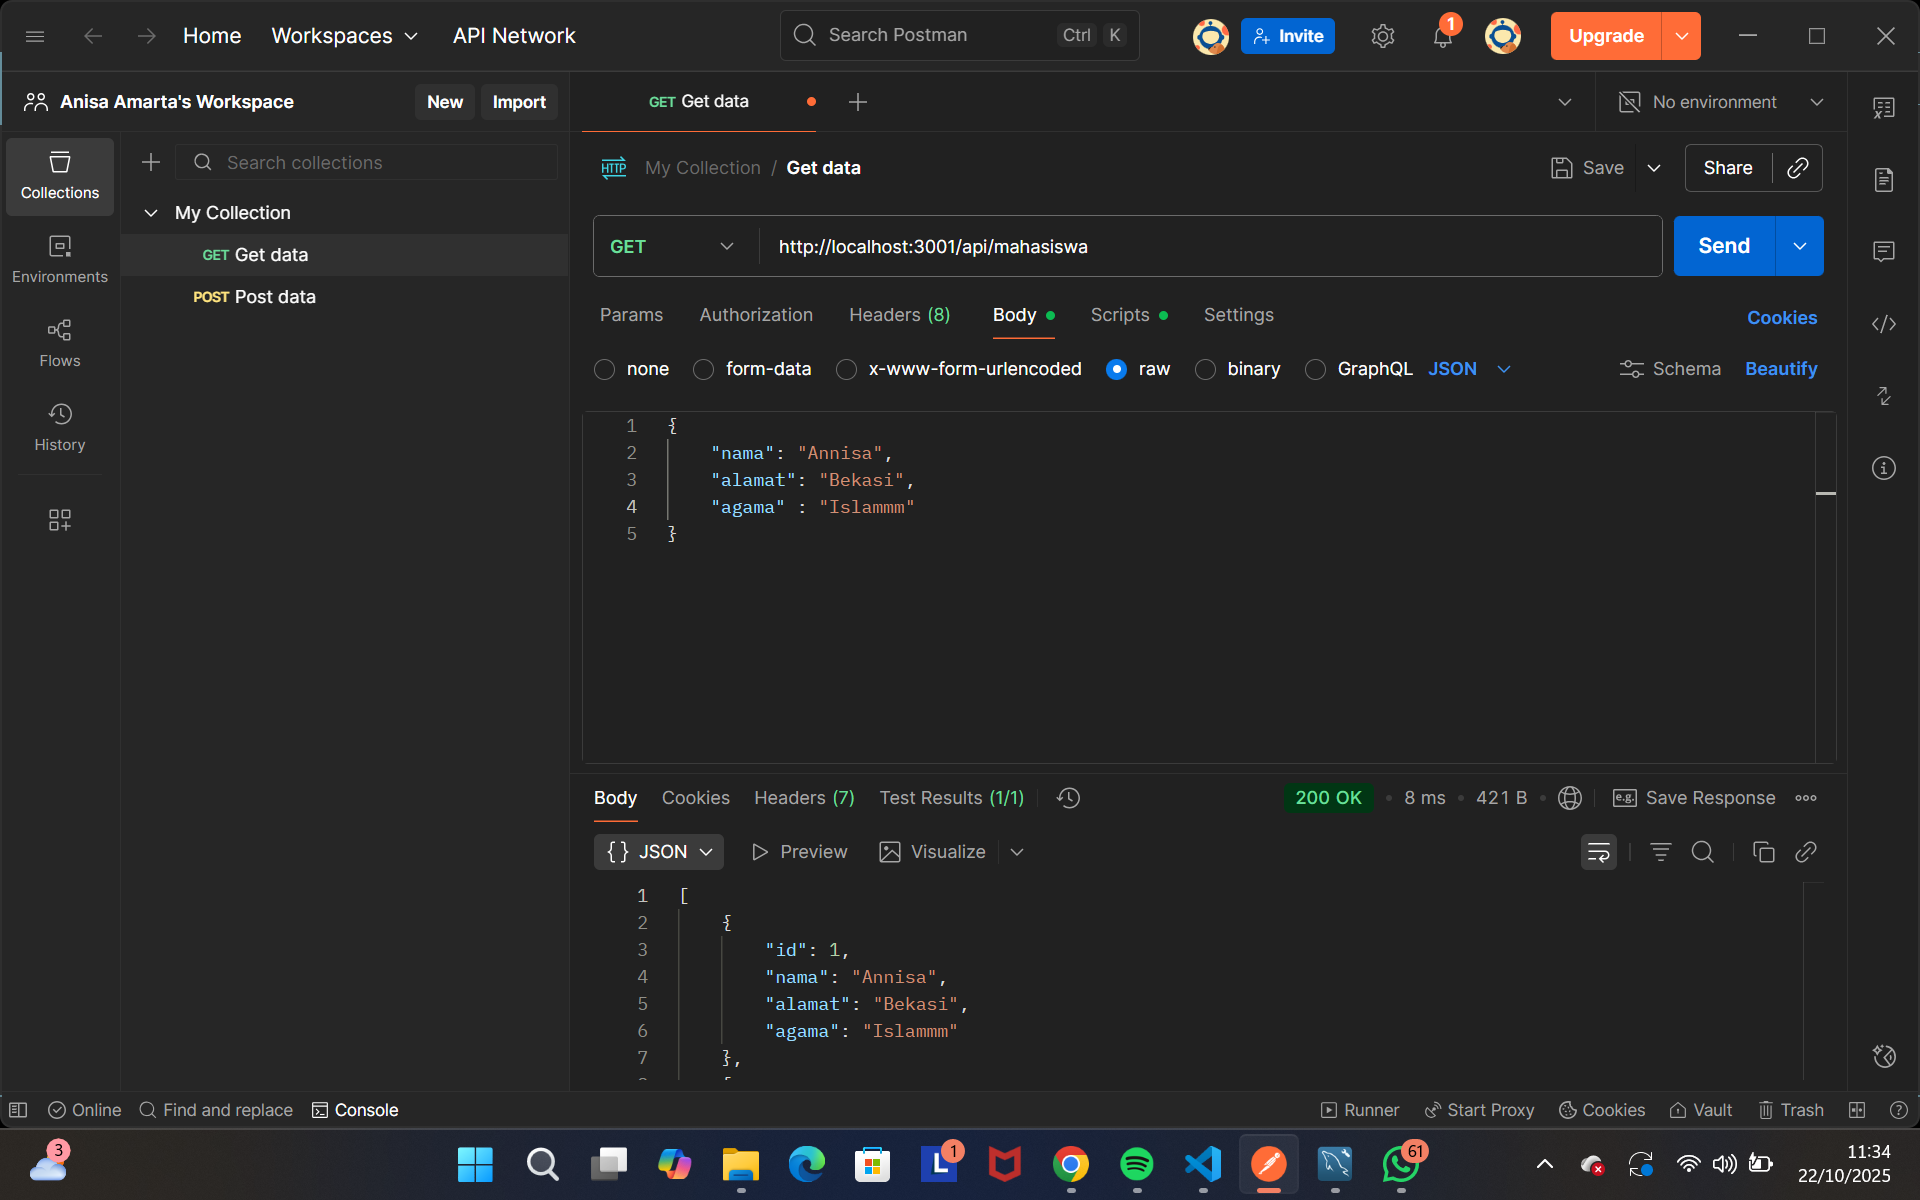 Home
Workspaces
API Network
Search Postman
Ctrl
K
Invite
1
Upgrade
Anisa Amarta's Workspace
New
Import
GET Get data
No environment
Collections
Environments
Flows
History
Search collections
My Collection
GET Get data
POST Post data
HTTP
My Collection / Get data
Save
Share
GET
http://localhost:3001/api/mahasiswa
Send
Params
Authorization
Headers (8)
Body
Scripts
Settings
Cookies
none
form-data
x-www-form-urlencoded
raw
binary
GraphQL
JSON
Schema
Beautify
1 {
2 "nama": "Annisa",
3 "alamat": "Bekasi",
4 "agama" : "Islammm"
5 }
Body
Cookies
Headers (7)
Test Results (1/1)
200 OK
8 ms
421 B
e.g.
Save Response
{} JSON
Preview
Visualize
1 [
2 {
3 "id": 1,
4 "nama": "Annisa",
5 "alamat": "Bekasi",
6 "agama": "Islammm"
7 },
Online
Find and replace
Console
Runner
Start Proxy
Cookies
Vault
Trash
3
L
1
61
11:34
22/10/2025